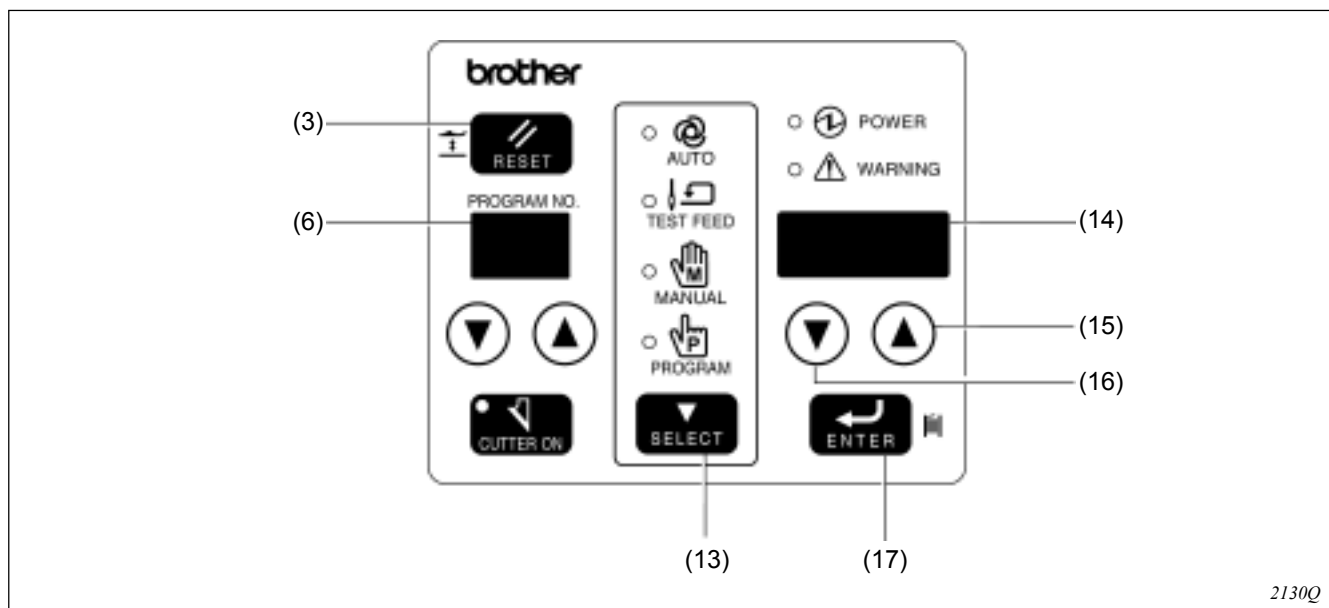 brother
(3)
RESET
PROGRAM NO.
(6)
CUTTER ON
AUTO
TEST FEED
M
MANUAL
P
PROGRAM
SELECT
(13)
POWER
WARNING
(14)
(15)
(16)
ENTER
(17)
2130Q